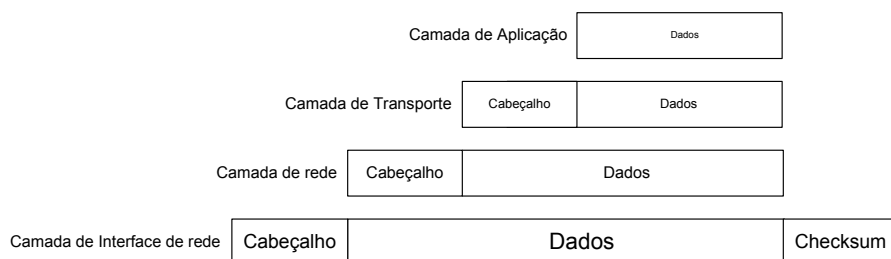 Camada de Aplicação Dados
Camada de Transporte Cabeçalho Dados
Camada de rede Cabeçalho Dados
Camada de Interface de rede Cabeçalho Dados Checksum